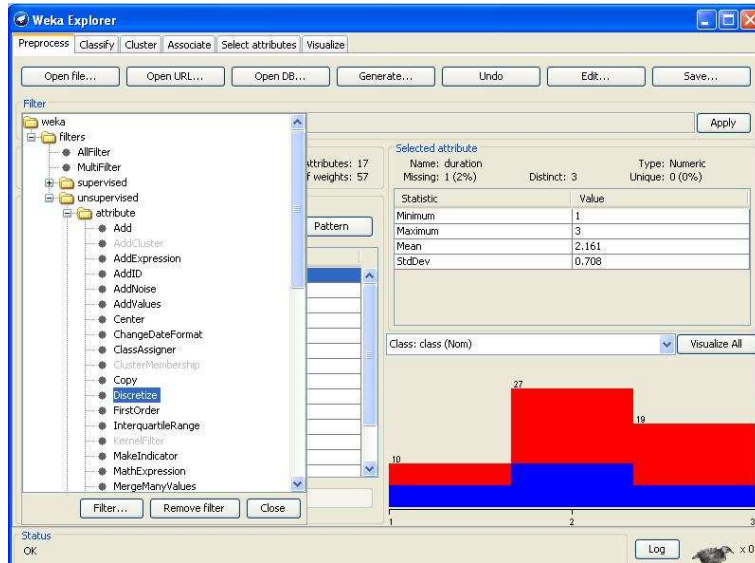 Weka Explorer
Preprocess Classify Cluster Associate Select attributes Visualize
Open file... Open URL... Open DB... Generate... Undo Edit... Save...
Filter
weka
filters
AllFilter
MultiFilter
supervised
unsupervised
attribute
Add
AddCluster
AddExpression
AddID
AddNoise
AddValues
Center
ChangeDateFormat
ClassAssigner
ClusterMembership
Copy
Discretize
FirstOrder
InterquartileRange
KernelFilter
MakeIndicator
MathExpression
MergeManyValues
Filter... Remove filter Close
Apply
17
weights: 57
Pattern
Selected attribute
Name: duration Type: Numeric
Missing: 1 (2%) Distinct: 3 Unique: 0 (0%)
Statistic Value
Minimum 1
Maximum 3
Mean 2.161
StdDev 0.708
Class: class (Nom) Visualize All
10 27 19
1 2 3
Status
OK
Log x 0